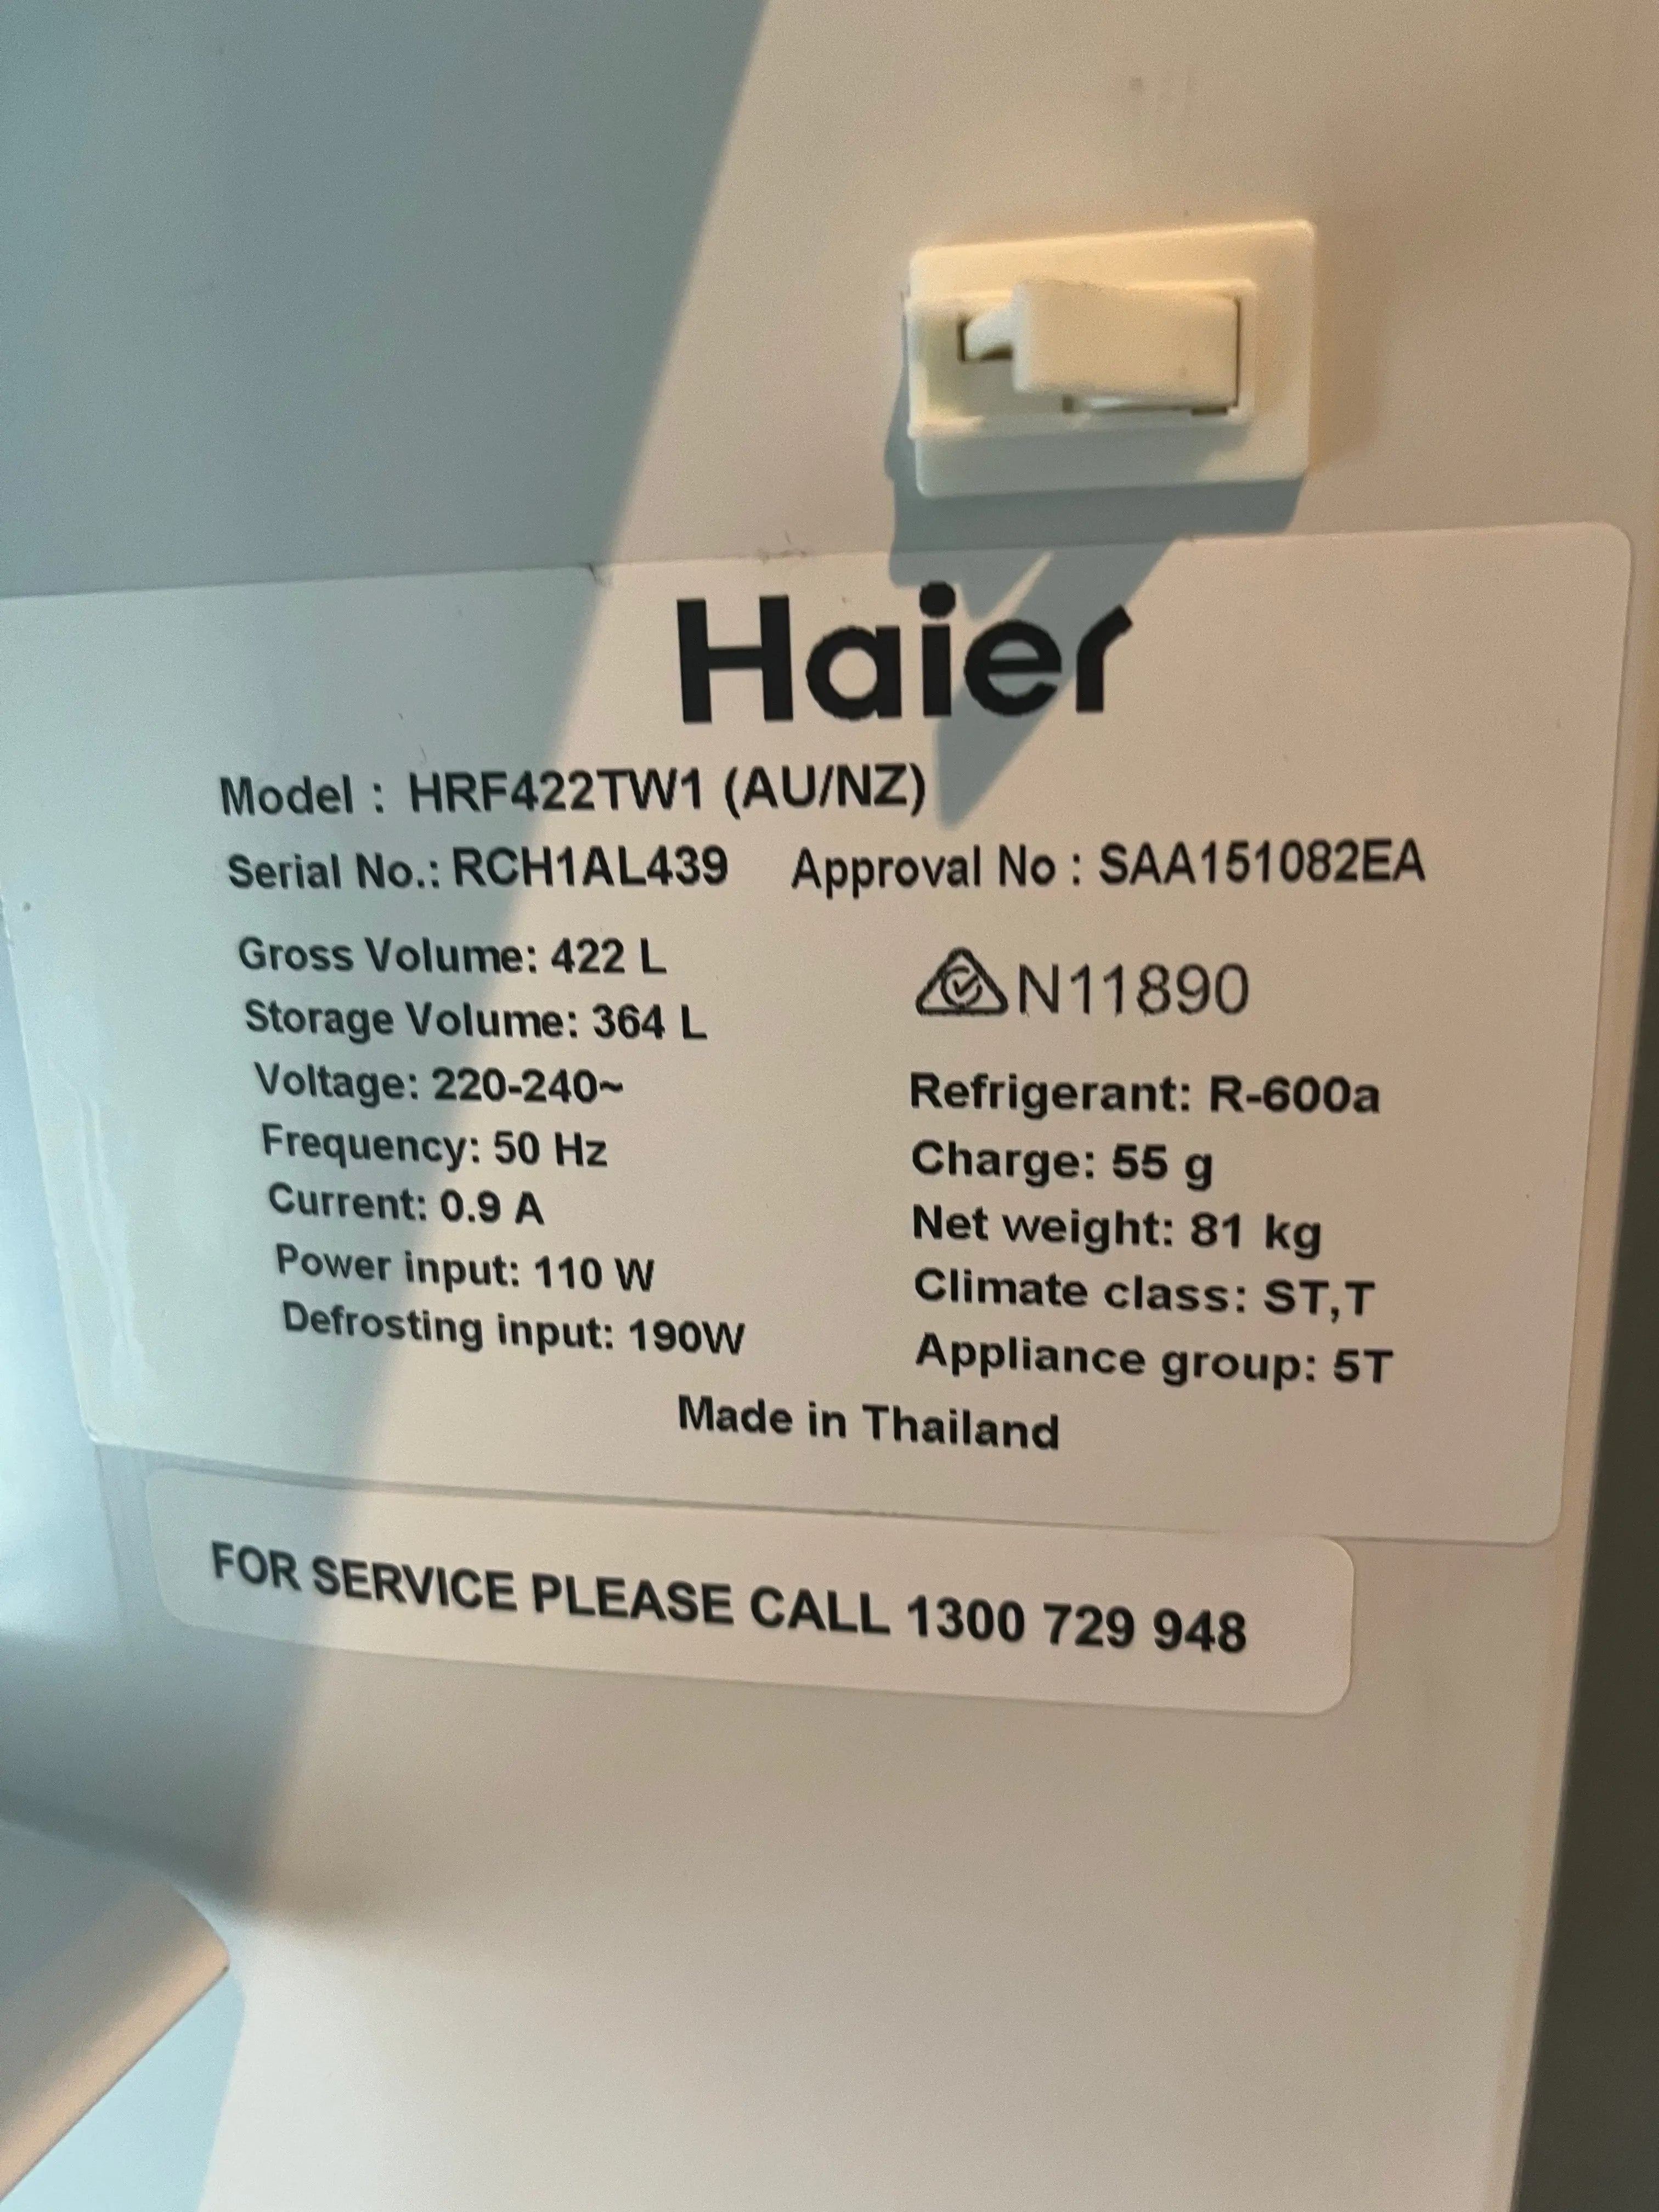 Haier
Model : HRF422TW1 (AU/NZ)
Serial No.: RCH1AL439 Approval No : SAA151082EA
Gross Volume: 422 L
Storage Volume: 364 L
Voltage: 220-240~
Frequency: 50 Hz
Current: 0.9 A
Power input: 110 W
Defrosting input: 190W
N11890
Refrigerant: R-600a
Charge: 55 g
Net weight: 81 kg
Climate class: ST,T
Appliance group: 5T
Made in Thailand
FOR SERVICE PLEASE CALL 1300 729 948